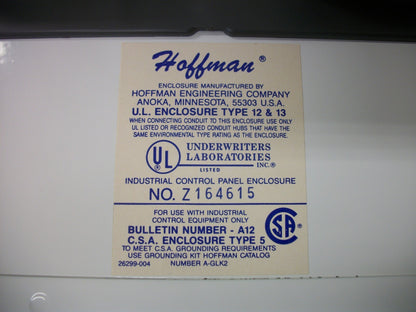 Hoffman®
ENCLOSURE MANUFACTURED BY
HOFFMAN ENGINEERING COMPANY
ANOKA, MINNESOTA, 55303 U.S.A.
U.L. ENCLOSURE TYPE 12 & 13
WHEN CONNECTING CONDUIT TO THIS ENCLOSURE USE ONLY
UL LISTED OR RECOGNIZED CONDUIT HUBS THAT HAVE THE
SAME ENVIRONMENTAL TYPE RATING AS THE ENCLOSURE.
UL ®
UNDERWRITERS
LABORATORIES
INC.®
LISTED
INDUSTRIAL CONTROL PANEL ENCLOSURE
NO. Z164615
FOR USE WITH INDUSTRIAL
CONTROL EQUIPMENT ONLY
BULLETIN NUMBER - A12
C.S.A. ENCLOSURE TYPE 5
TO MEET C.S.A. GROUNDING REQUIREMENTS
USE GROUNDING KIT HOFFMAN CATALOG
26299-004 NUMBER A-GLK2
CSA ®